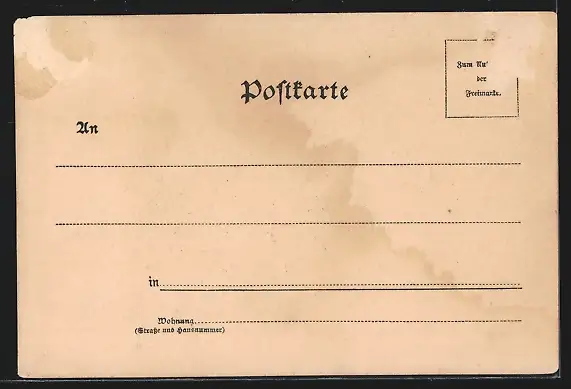 Postkarte
Zum
der
Freimarke.
An
in
Wohnung
(Straße und Hausnummer)